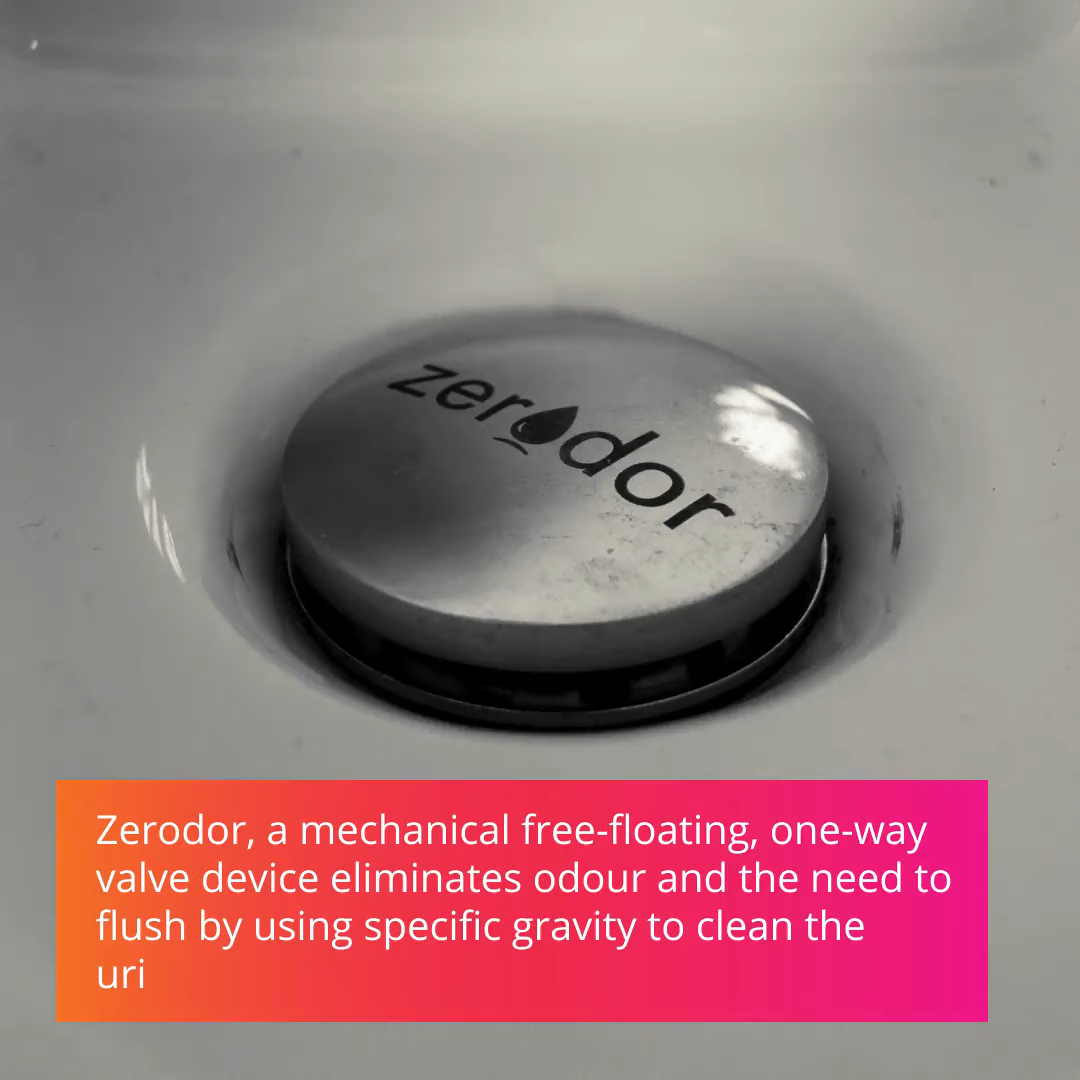 zerodor
Zerodor, a mechanical free-floating, one-way
valve device eliminates odour and the need to
flush by using specific gravity to clean the
uri